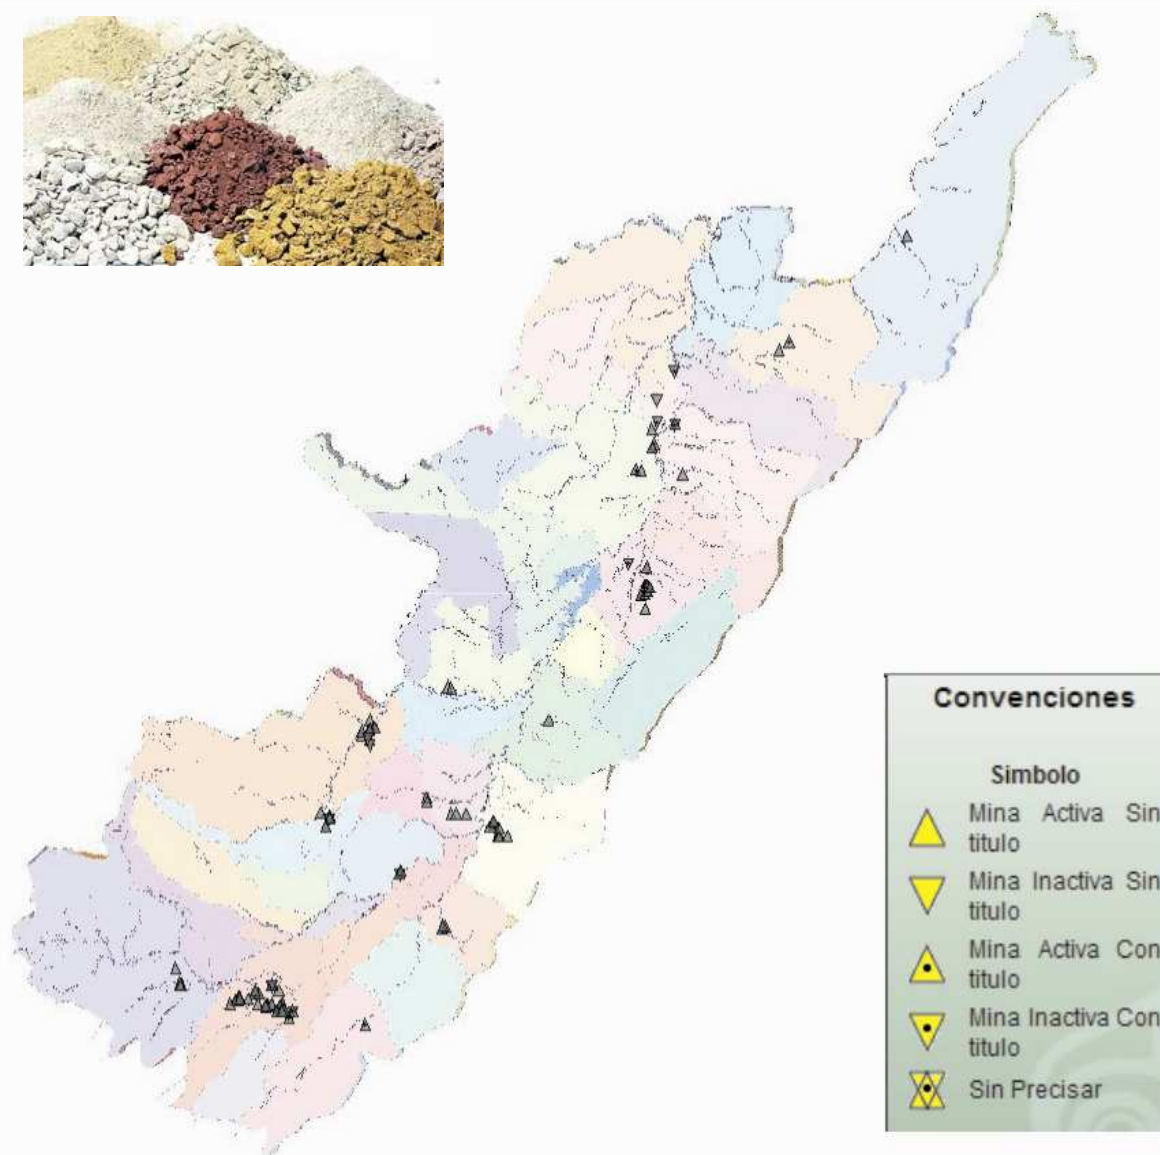 Convenciones
Simbolo
Mina Activa Sin
titulo
Mina Inactiva Sin
titulo
Mina Activa Con
titulo
Mina Inactiva Con
titulo
Sin Precisar